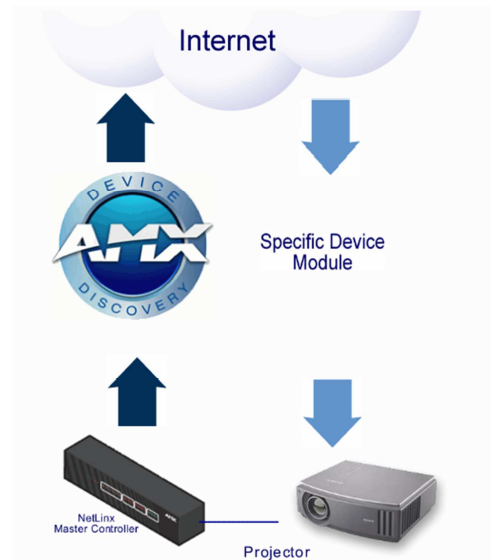 Internet
DEVICE
AMX
DISCOVERY
Specific Device
Module
AMX
NetLinx
Master Controller
Projector